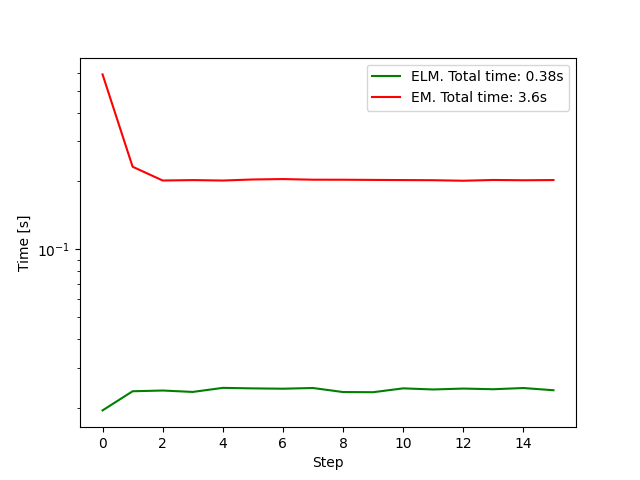 ELM. Total time: 0.38s
EM. Total time: 3.6s
Time [s]
10⁻¹
0 2 4 6 8 10 12 14
Step